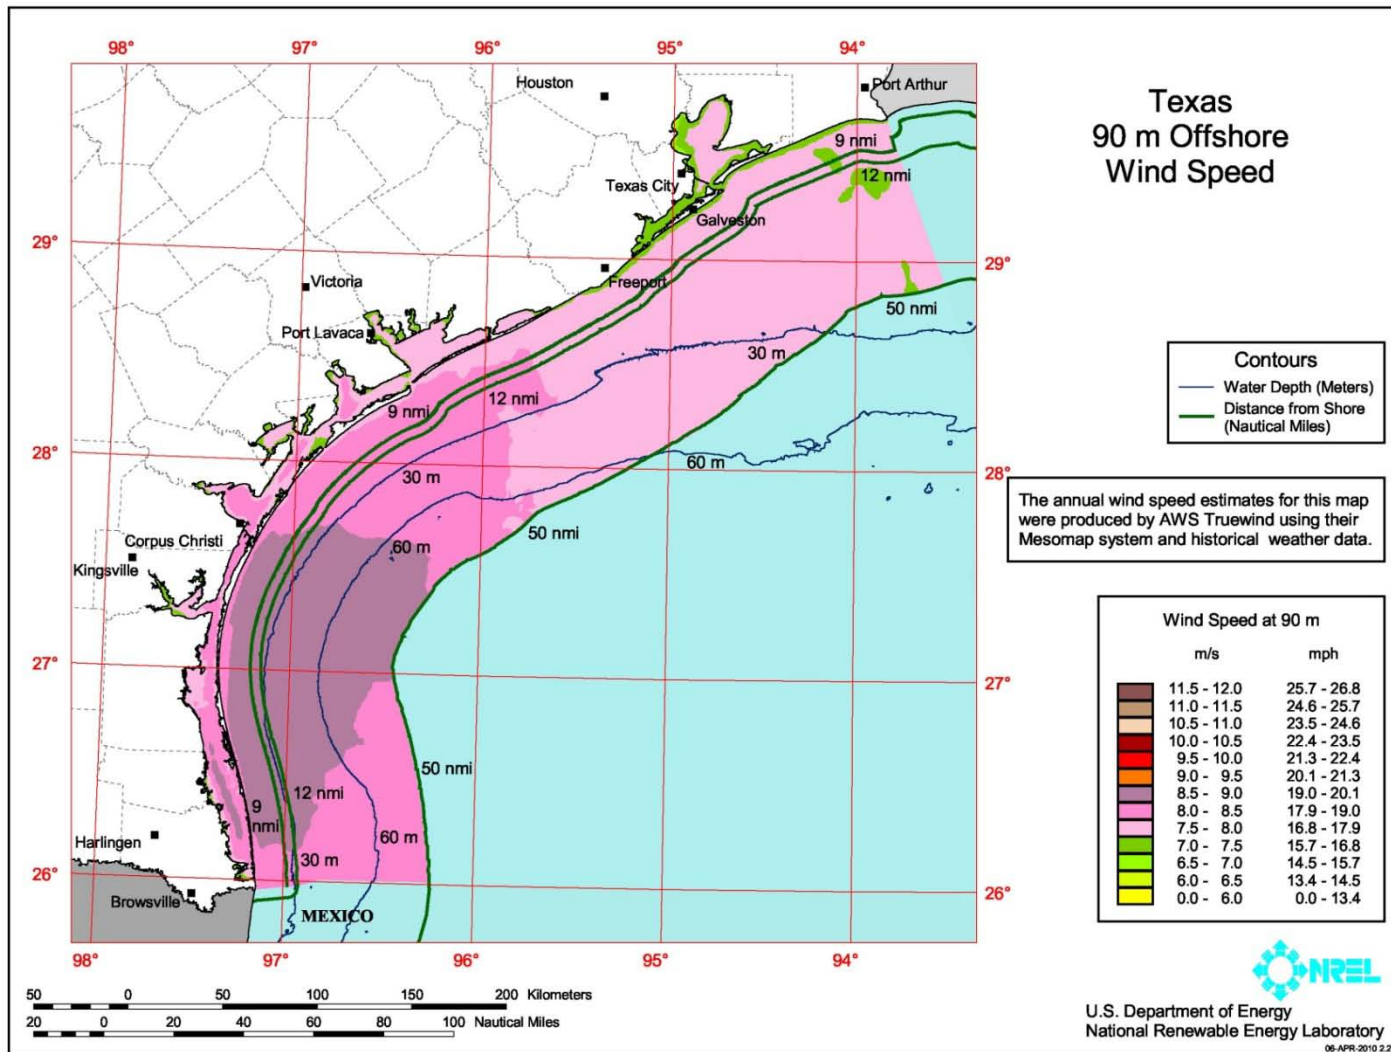 98°
97°
96°
95°
94°
Houston
Port Arthur
Texas
90 m Offshore
Wind Speed
9 nmi
12 nmi
Texas City
Galveston
29°
29°
Victoria
Freeport
50 nmi
Port Lavaca
30 m
Contours
Water Depth (Meters)
Distance from Shore
(Nautical Miles)
9 nmi
12 nmi
28°
28°
60 m
30 m
The annual wind speed estimates for this map
were produced by AWS Truewind using their
Mesomap system and historical weather data.
50 nmi
Corpus Christi
60 m
Kingsville
27°
27°
Wind Speed at 90 m
m/s mph
11.5 - 12.0 25.7 - 26.8
11.0 - 11.5 24.6 - 25.7
10.5 - 11.0 23.5 - 24.6
10.0 - 10.5 22.4 - 23.5
9.5 - 10.0 21.3 - 22.4
9.0 - 9.5 20.1 - 21.3
8.5 - 9.0 19.0 - 20.1
8.0 - 8.5 17.9 - 19.0
7.5 - 8.0 16.8 - 17.9
7.0 - 7.5 15.7 - 16.8
6.5 - 7.0 14.5 - 15.7
6.0 - 6.5 13.4 - 14.5
0.0 - 6.0 0.0 - 13.4
50 nmi
12 nmi
9
nmi
60 m
Harlingen
30 m
26°
26°
Browsville
MEXICO
98°
97°
96°
95°
94°
50 0 50 100 150 200 Kilometers
20 0 20 40 60 80 100 Nautical Miles
NREL
U.S. Department of Energy
National Renewable Energy Laboratory
06-APR-2010 2.2